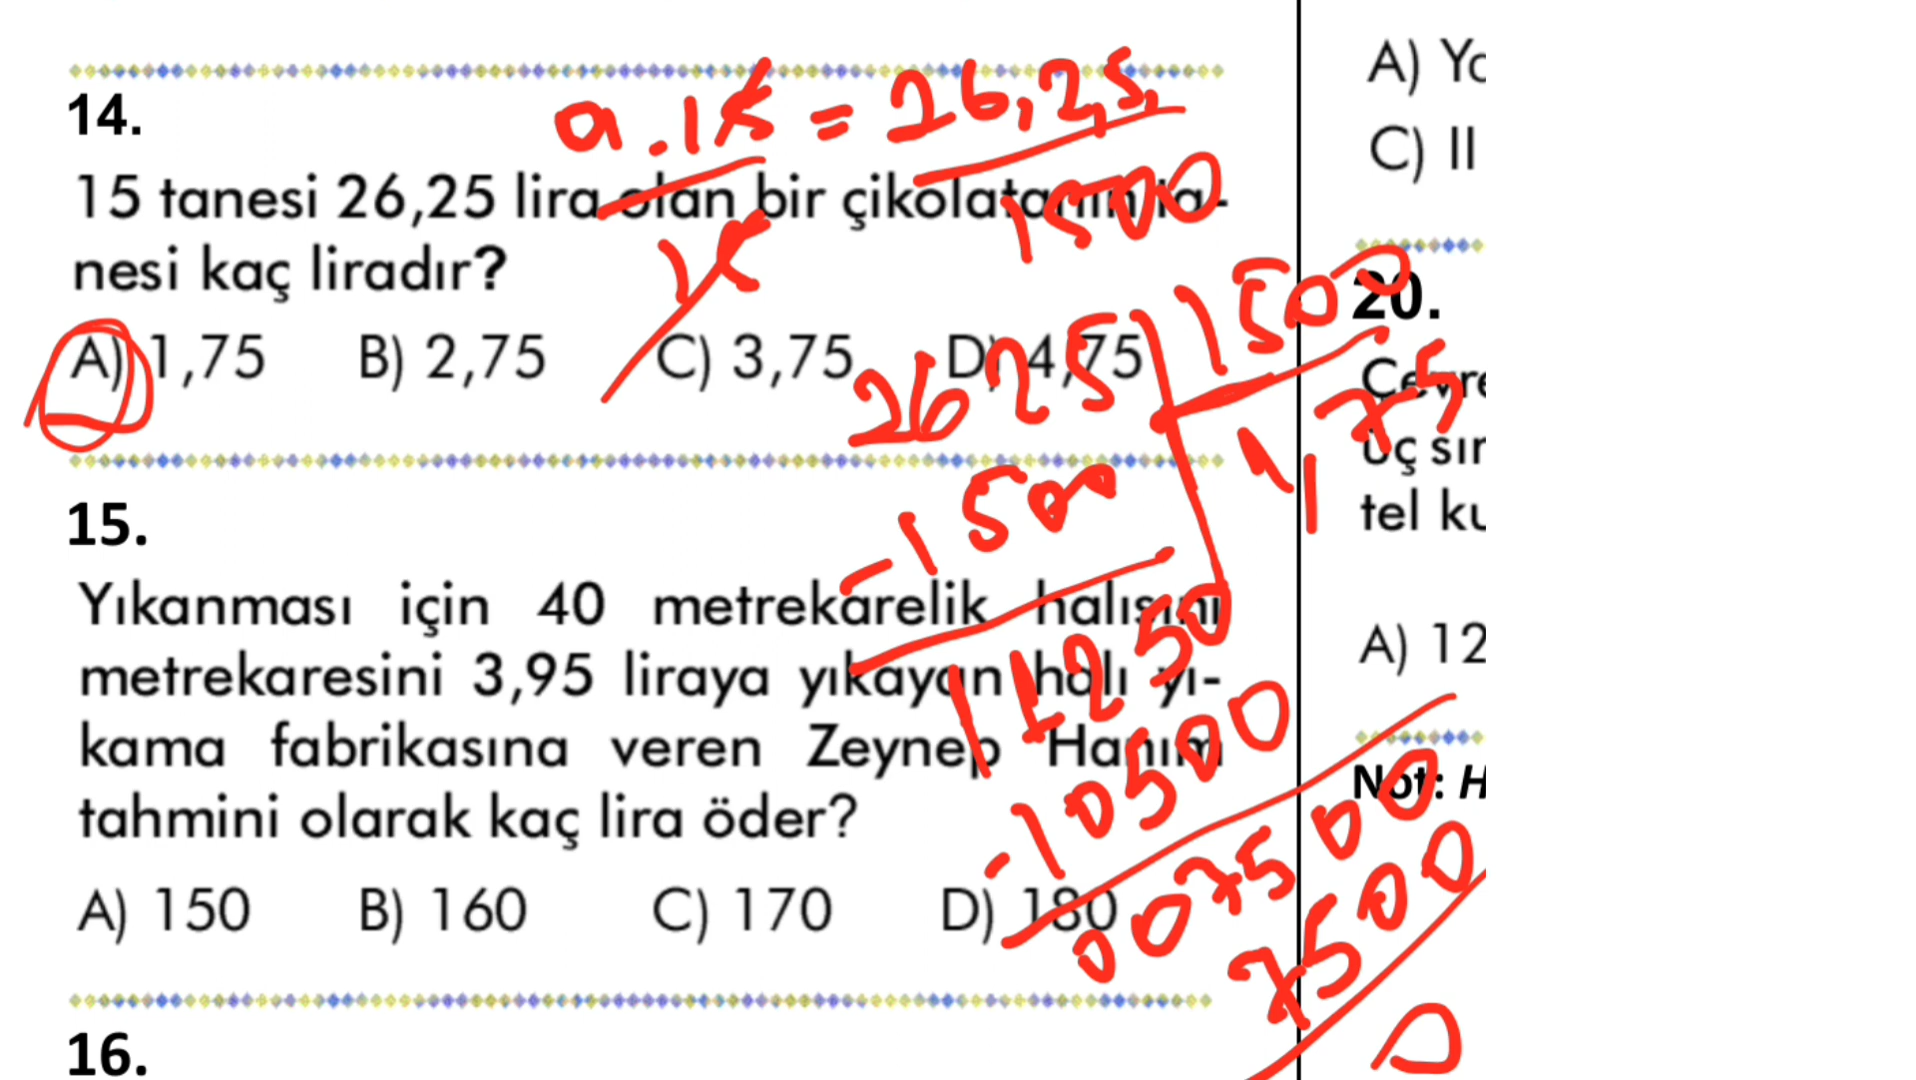 14.
a.15 = 26,25
15 tanesi 26,25 lira olan bir çikolatanın ta-
15
1500
nesi kaç liradır?
A) 1,75 B) 2,75 C) 3,75 D) 4,75
2625 1500
1,75
-1500
11250
-10500
007500
7500
0
15.
Yıkanması için 40 metrekarelik halısını
metrekaresini 3,95 liraya yıkayan halı yı-
kama fabrikasına veren Zeynep Hanım
tahmini olarak kaç lira öder?
A) 150 B) 160 C) 170 D) 180
16.
A) Yo
C) II
20.
Çevre
üç sır
tel ku
A) 12
Not: H